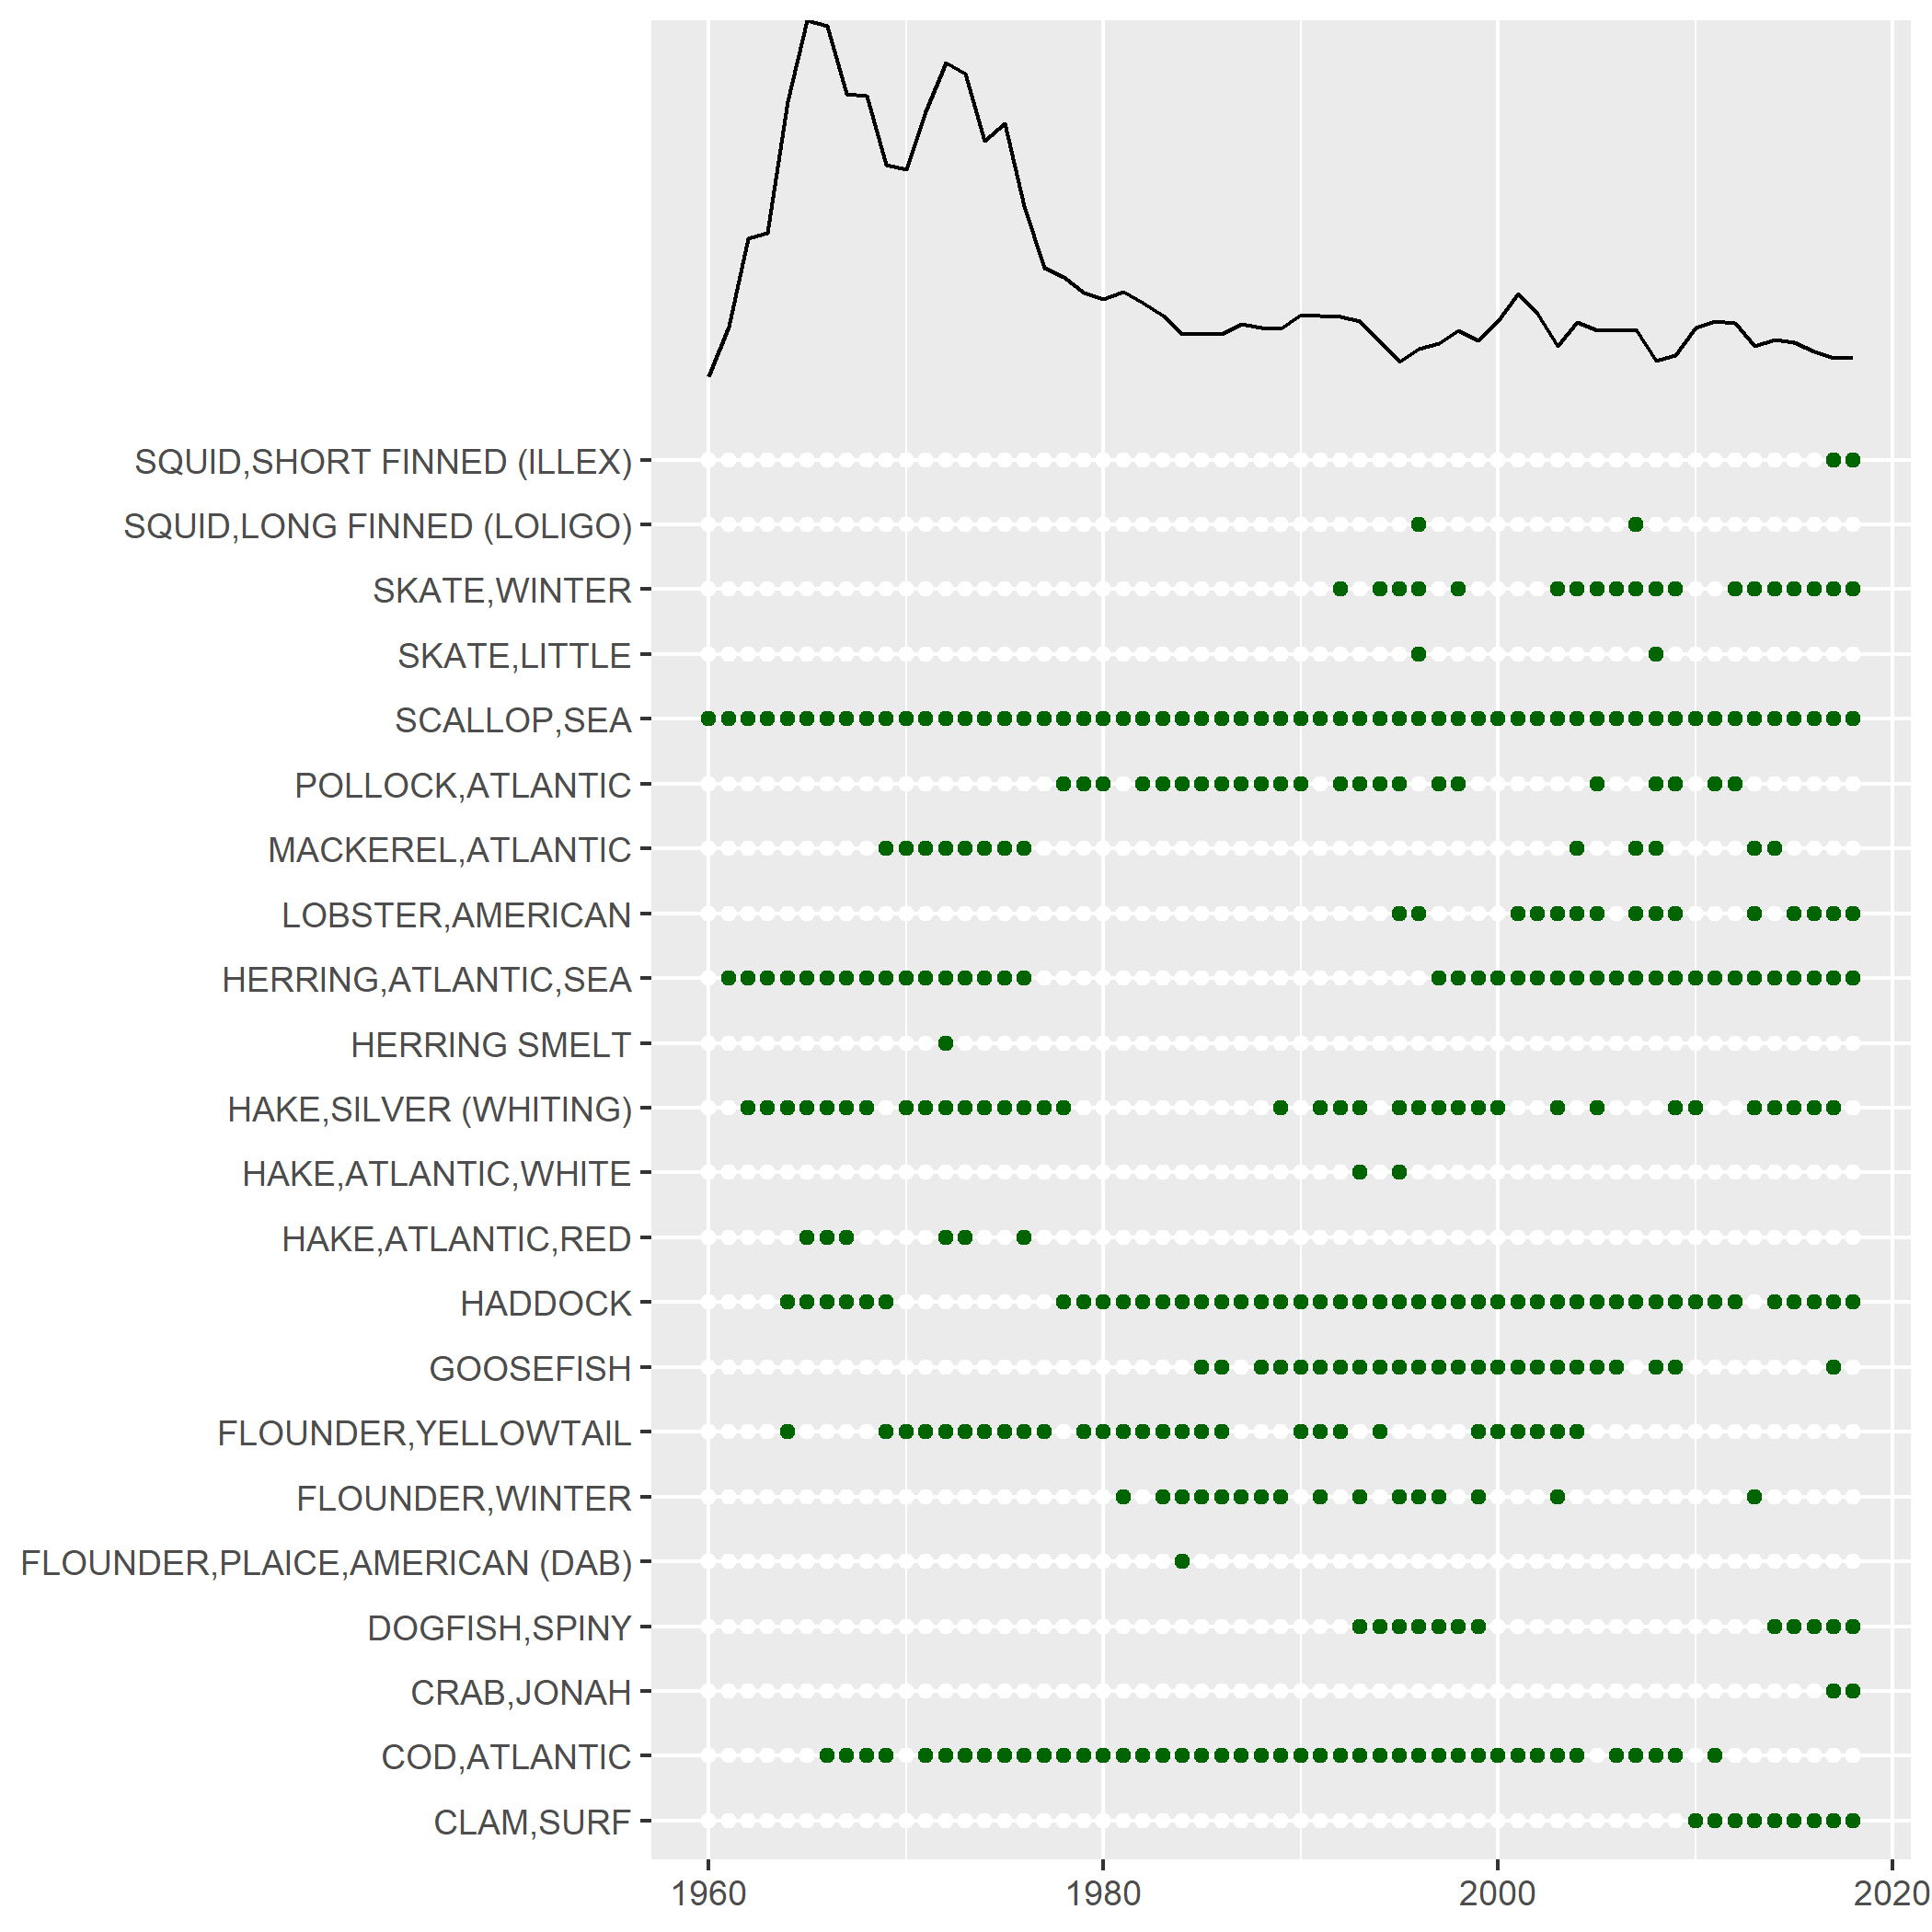 SQUID,SHORT FINNED (ILLEX)
SQUID,LONG FINNED (LOLIGO)
SKATE,WINTER
SKATE,LITTLE
SCALLOP,SEA
POLLOCK,ATLANTIC
MACKEREL,ATLANTIC
LOBSTER,AMERICAN
HERRING,ATLANTIC,SEA
HERRING SMELT
HAKE,SILVER (WHITING)
HAKE,ATLANTIC,WHITE
HAKE,ATLANTIC,RED
HADDOCK
GOOSEFISH
FLOUNDER,YELLOWTAIL
FLOUNDER,WINTER
FLOUNDER,PLAICE,AMERICAN (DAB)
DOGFISH,SPINY
CRAB,JONAH
COD,ATLANTIC
CLAM,SURF
1960 1980 2000 2020